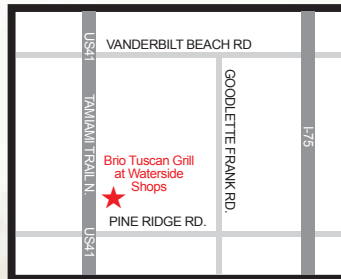 US41
VANDERBILT BEACH RD
TAMIAMI TRAIL N.
GOODLETTE FRANK RD.
I-75
Brio Tuscan Grill
at Waterside
Shops
PINE RIDGE RD.
US41